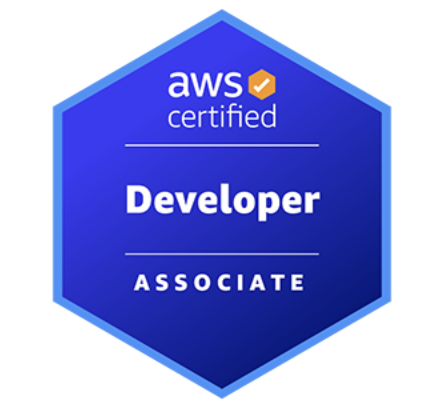 aws
certified
Developer
ASSOCIATE